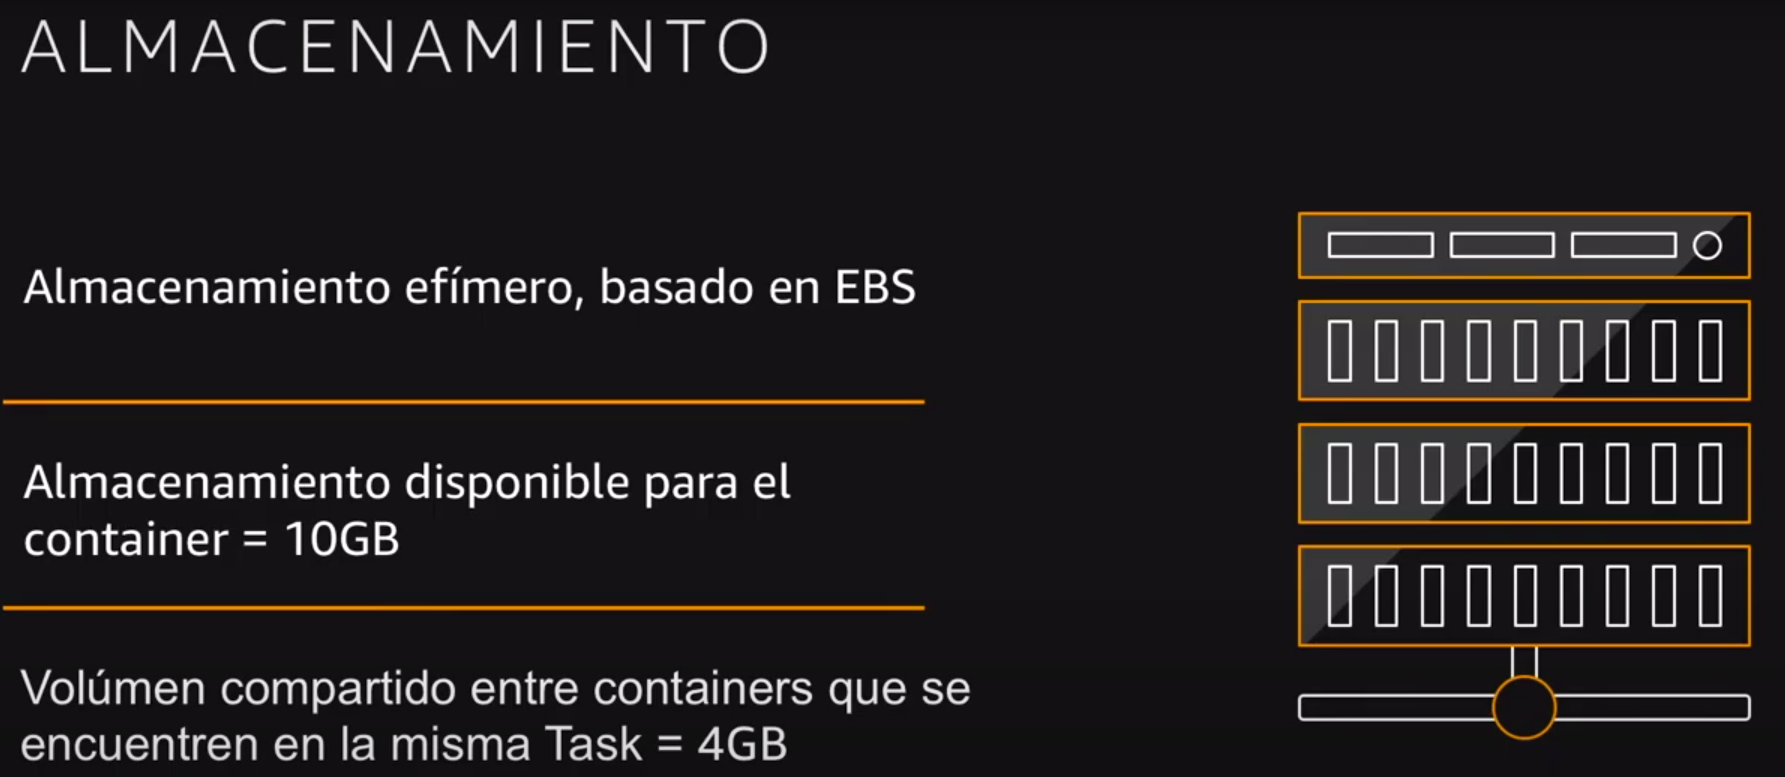 ALMACENAMIENTO
Almacenamiento efímero, basado en EBS
Almacenamiento disponible para el
container = 10GB
Volúmen compartido entre containers que se
encuentren en la misma Task = 4GB